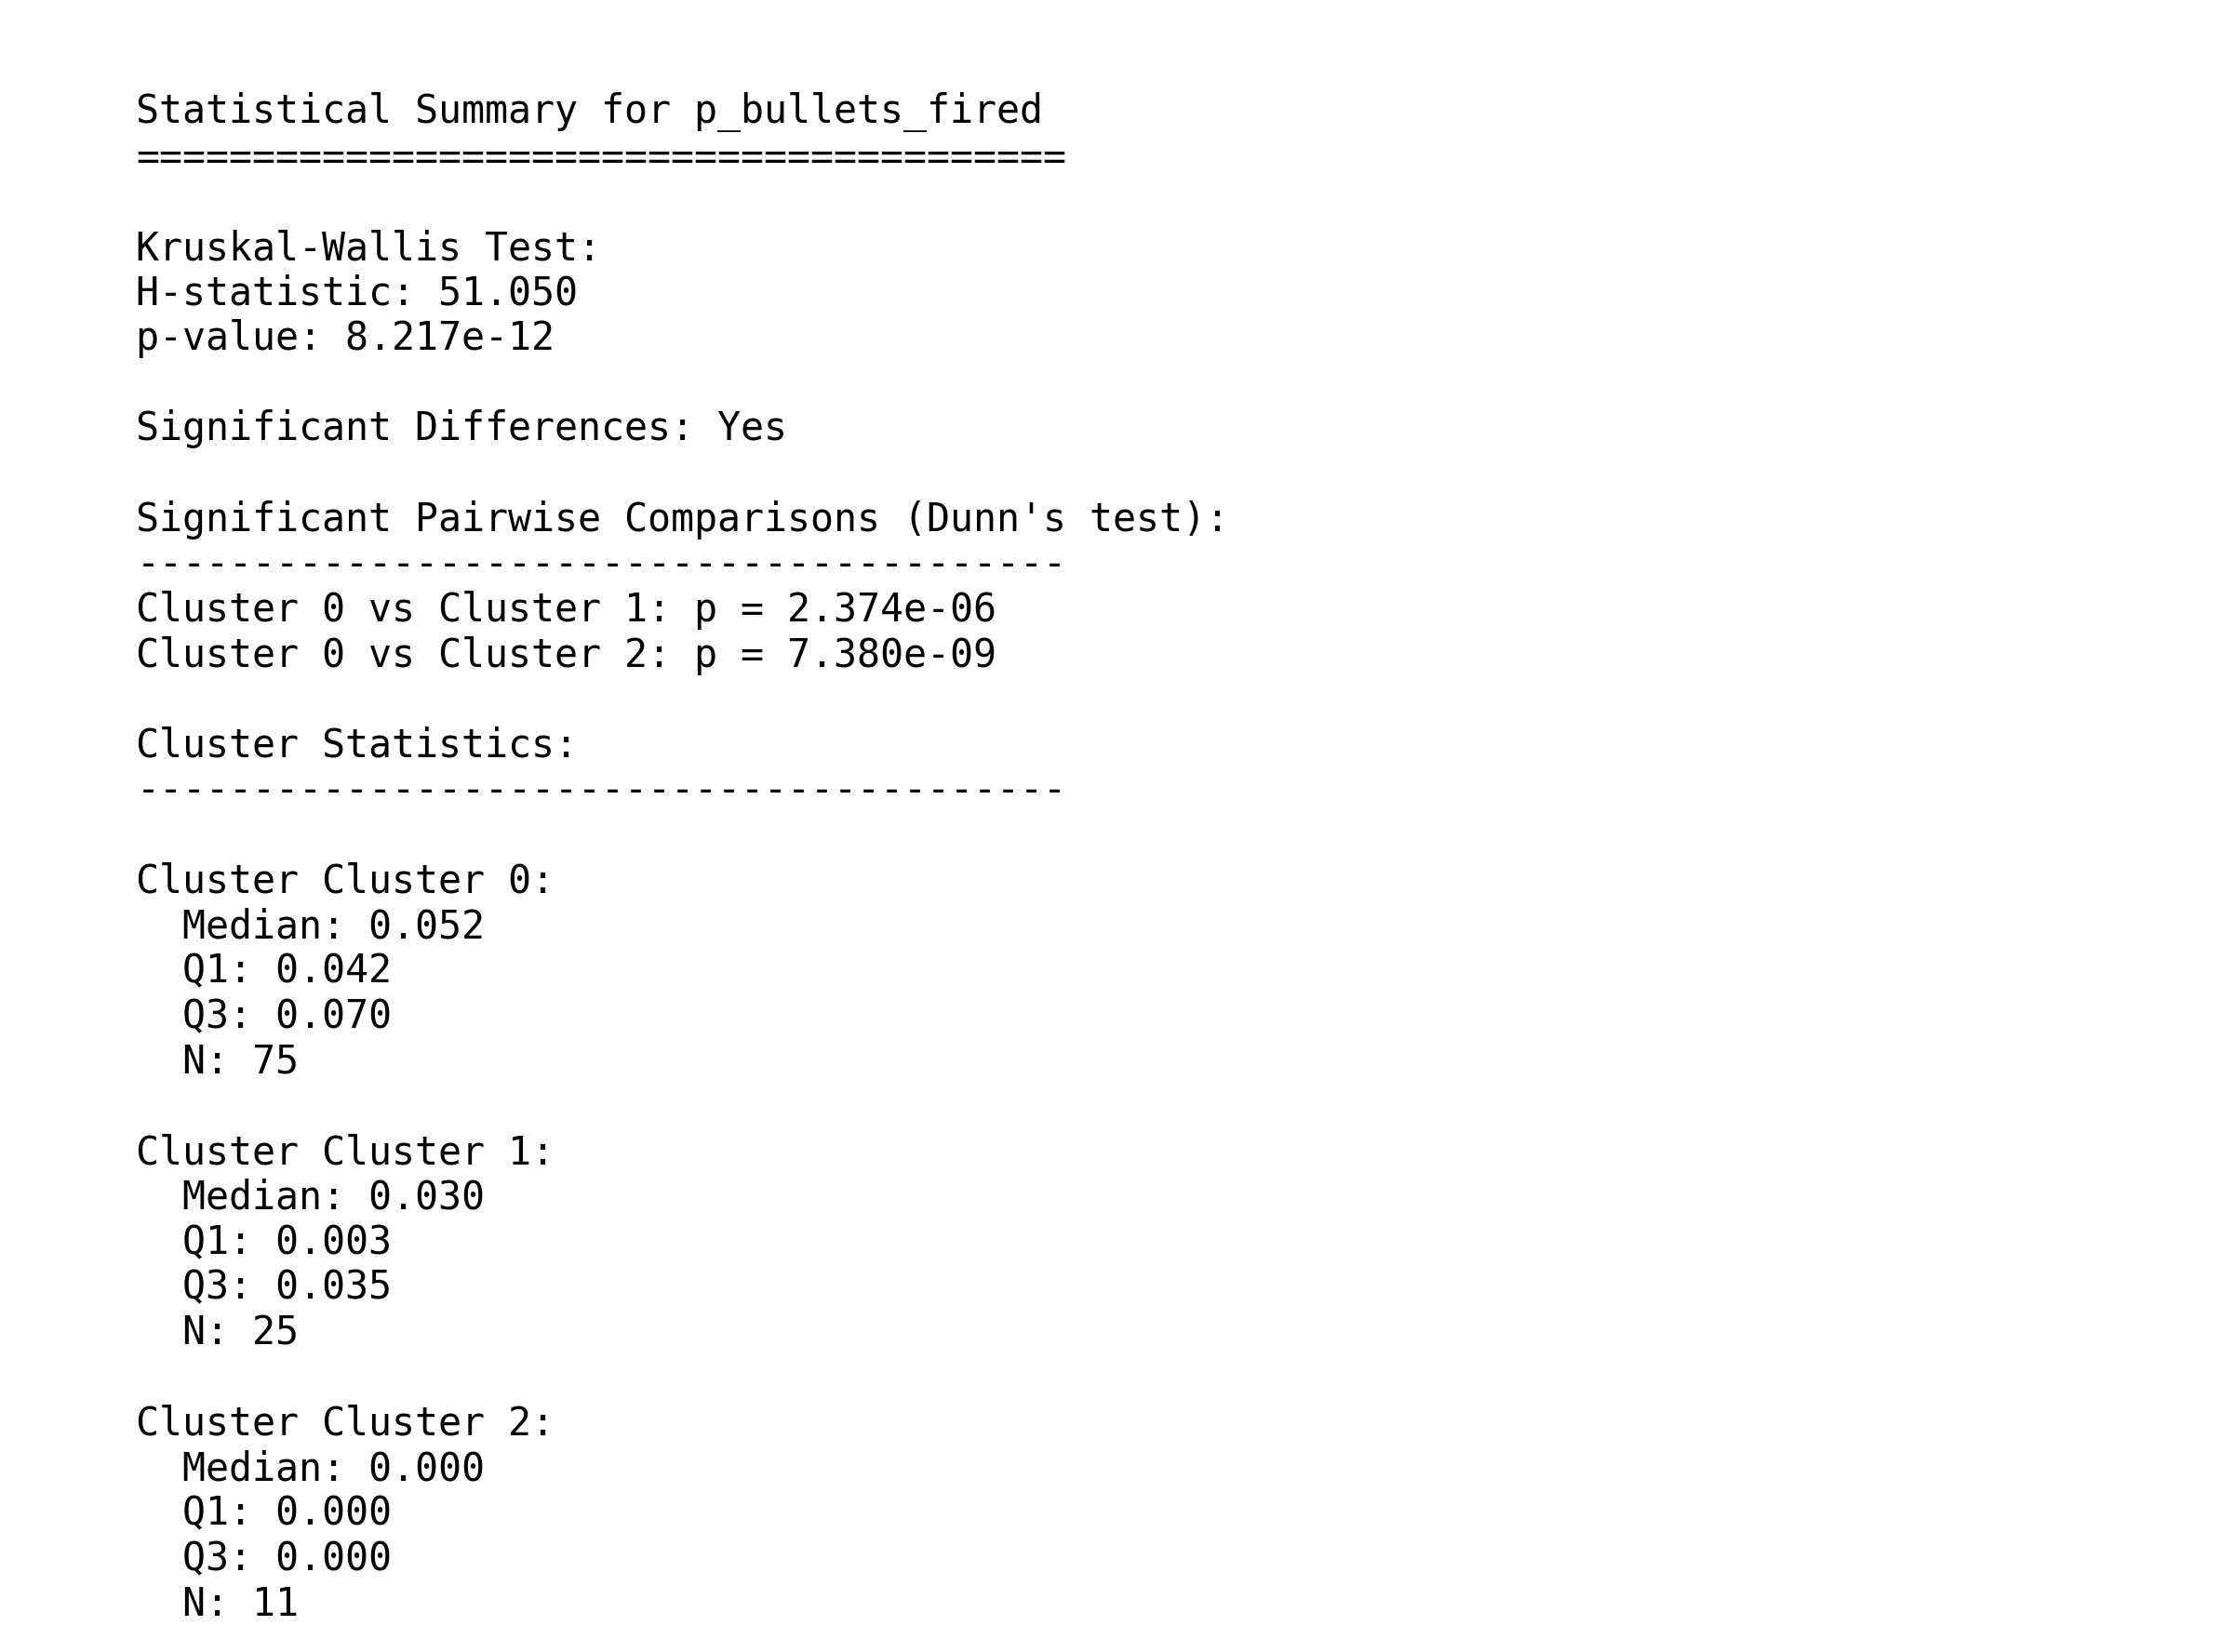 Statistical Summary for p_bullets_fired
========================================
Kruskal-Wallis Test:
H-statistic: 51.050
p-value: 8.217e-12
Significant Differences: Yes
Significant Pairwise Comparisons (Dunn's test):
----------------------------------------
Cluster 0 vs Cluster 1: p = 2.374e-06
Cluster 0 vs Cluster 2: p = 7.380e-09
Cluster Statistics:
----------------------------------------
Cluster Cluster 0:
Median: 0.052
Q1: 0.042
Q3: 0.070
N: 75
Cluster Cluster 1:
Median: 0.030
Q1: 0.003
Q3: 0.035
N: 25
Cluster Cluster 2:
Median: 0.000
Q1: 0.000
Q3: 0.000
N: 11